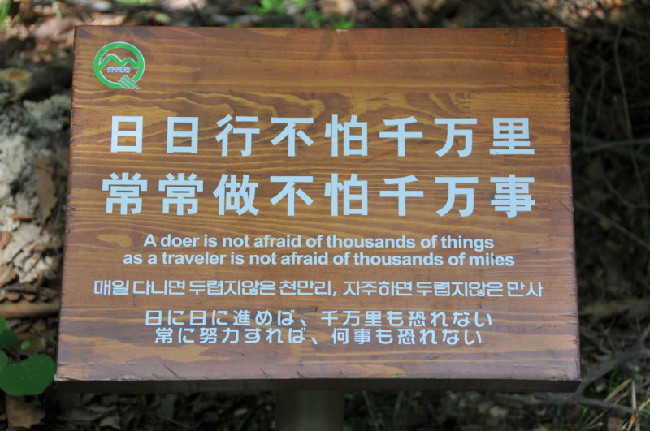 日日行不怕千万里
常常做不怕千万事
A doer is not afraid of thousands of things
as a traveler is not afraid of thousands of miles
매일 다니면 두렵지않은 천만리, 자주하면 두렵지않은 만사
日に日に進めば、千万里も恐れない
常に努力すれば、何事も恐れない